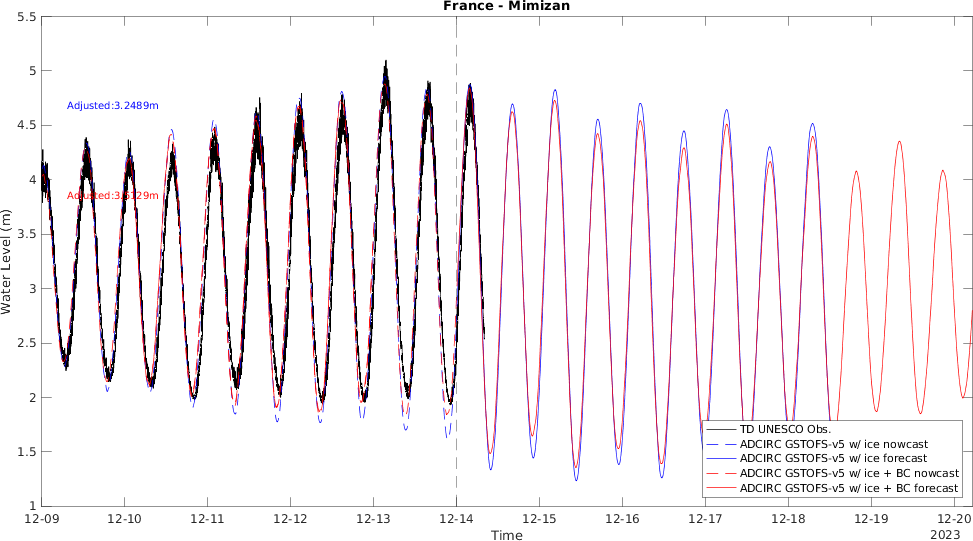 France - Mimizan
5.5
5
4.5
4
3.5
3
2.5
2
1.5
1
Water Level (m)
Adjusted:3.2489m
TD UNESCO Obs.
ADCIRC GSTOFS-v5 w/ ice nowcast
ADCIRC GSTOFS-v5 w/ ice forecast
ADCIRC GSTOFS-v5 w/ ice + BC nowcast
ADCIRC GSTOFS-v5 w/ ice + BC forecast
12-09 12-10 12-11 12-12 12-13 12-14 12-15 12-16 12-17 12-18 12-19 12-20
Time
2023